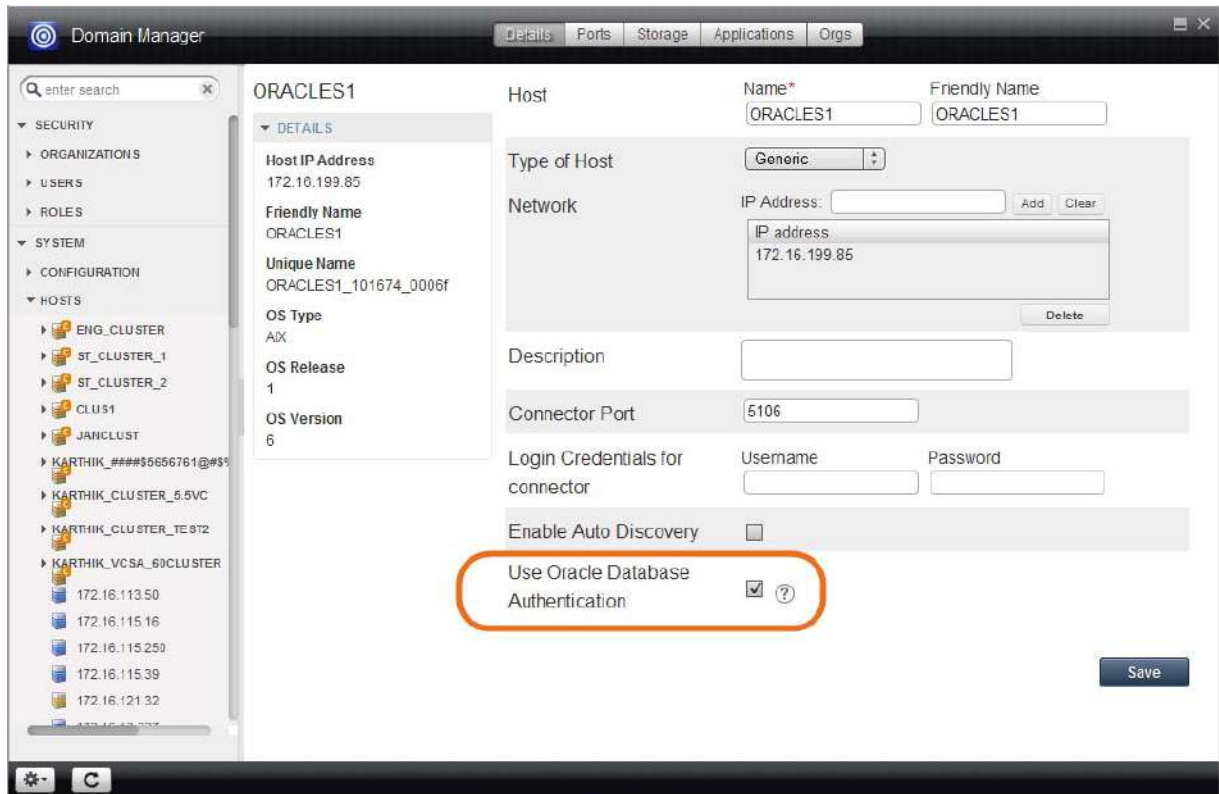 Domain Manager
Details Ports Storage Applications Orgs
enter search
SECURITY
ORGANIZATIONS
USERS
ROLES
SYSTEM
CONFIGURATION
HOSTS
ENG_CLUSTER
ST_CLUSTER_1
ST_CLUSTER_2
CLUS1
JANCLUST
KARTHIK_####$5656761@#$%
KARTHIK_CLUSTER_5.5VC
KARTHIK_CLUSTER_TEST2
KARTHIK_VCSA_60CLUSTER
172.16.113.50
172.16.115.16
172.16.115.250
172.16.115.39
172.16.121.32
ORACLES1
DETAILS
Host IP Address
172.16.199.85
Friendly Name
ORACLES1
Unique Name
ORACLES1_101674_0006f
OS Type
AIX
OS Release
1
OS Version
6
Host
Name*
Friendly Name
ORACLES1
ORACLES1
Type of Host
Generic
Network
IP Address:
Add
Clear
IP address
172.16.199.85
Delete
Description
Connector Port
5106
Login Credentials for
connector
Username
Password
Enable Auto Discovery
Use Oracle Database
Authentication
?
Save
C